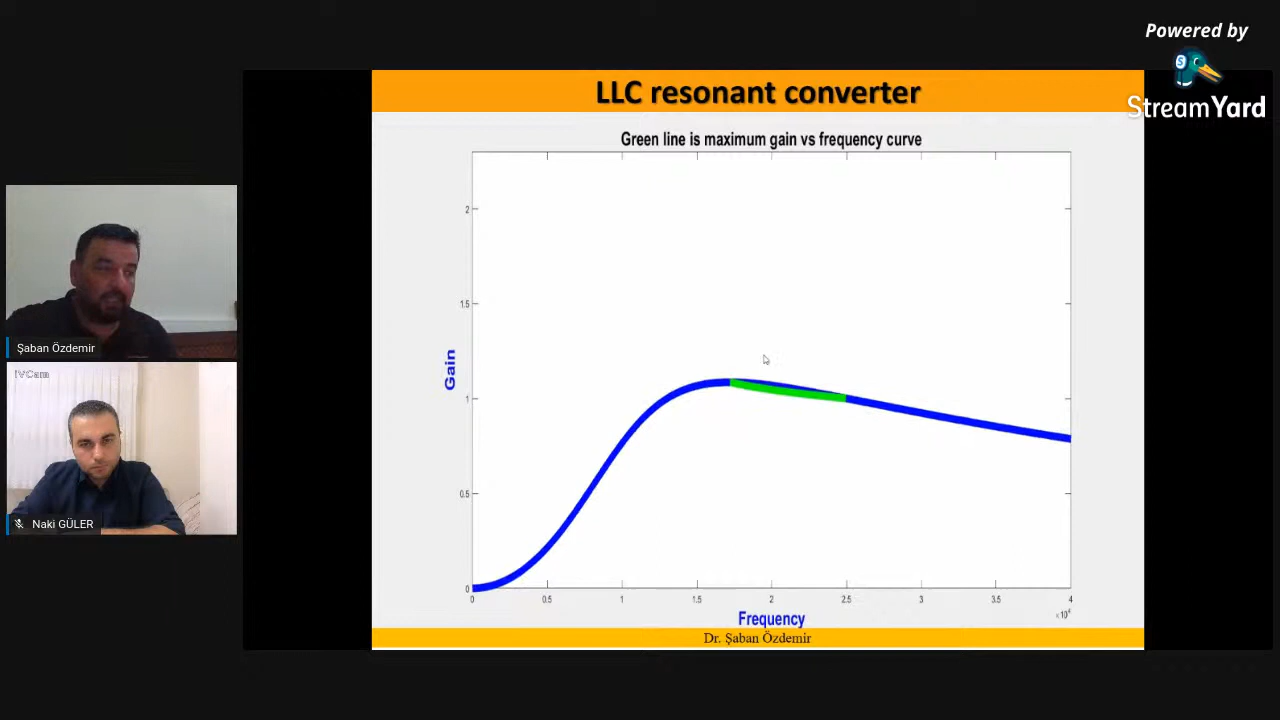 Powered by
StreamYard
LLC resonant converter
Green line is maximum gain vs frequency curve
2
1.5
1
0.5
0
Gain
0 0.5 1 1.5 2 2.5 3 3.5 4
×10⁴
Frequency
Dr. Şaban Özdemir
Şaban Özdemir
iVCam
Naki GÜLER